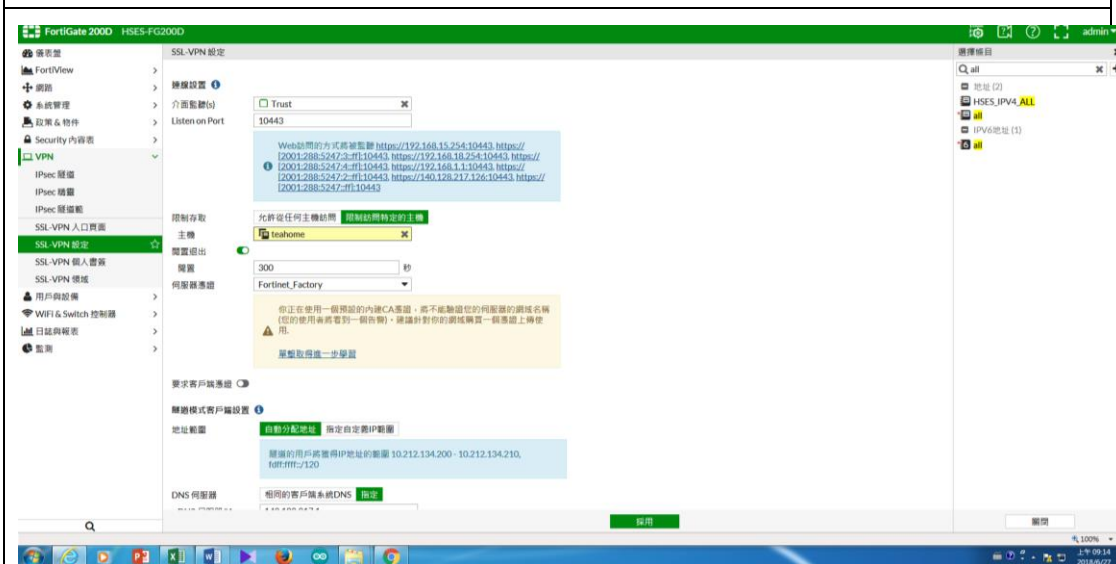 FortiGate 200D HSES-FG200D
admin
儀表盤
FortiView
網路
系統管理
政策 & 物件
Security 內容表
VPN
IPsec 隧道
IPsec 精靈
IPsec 隧道範
SSL-VPN 入口頁面
SSL-VPN 設定
SSL-VPN 個人書簽
SSL-VPN 領域
用戶與設備
WiFi & Switch 控制器
日誌與報表
監測
SSL-VPN 設定
連線設置
介面監聽(s) Trust
Listen on Port 10443
Web訪問的方式將被監聽 https://192.168.15.254:10443, https://
[2001:288:5247:3::ff]:10443, https://192.168.18.254:10443, https://
[2001:288:5247:4::ff]:10443, https://192.168.1.1:10443, https://
[2001:288:5247:2::ff]:10443, https://140.128.217.126:10443, https://
[2001:288:5247::ff]:10443
限制存取 允許從任何主機訪問 限制訪問特定的主機
主機 teahome
閒置退出
閒置 300 秒
伺服器憑證 Fortinet_Factory
你正在使用一個預設的內建CA憑證，將不能驗證您的伺服器的網域名稱
(您的使用者將看到一個告警)，建議針對你的網域購買一個憑證上傳使
用.
單擊取得進一步學習
要求客戶端憑證
隧道模式客戶端設置
地址範圍 自動分配地址 指定自定義IP範圍
隧道的用戶將獲得IP地址的範圍 10.212.134.200 - 10.212.134.210,
fdff:ffff::/120
DNS 伺服器 相同的客戶端系統DNS 指定
採用
選擇條目
all
地址 (2)
HSES_IPV4_ALL
all
IPV6地址 (1)
all
關閉
100%
上午 09:14
2018/6/27